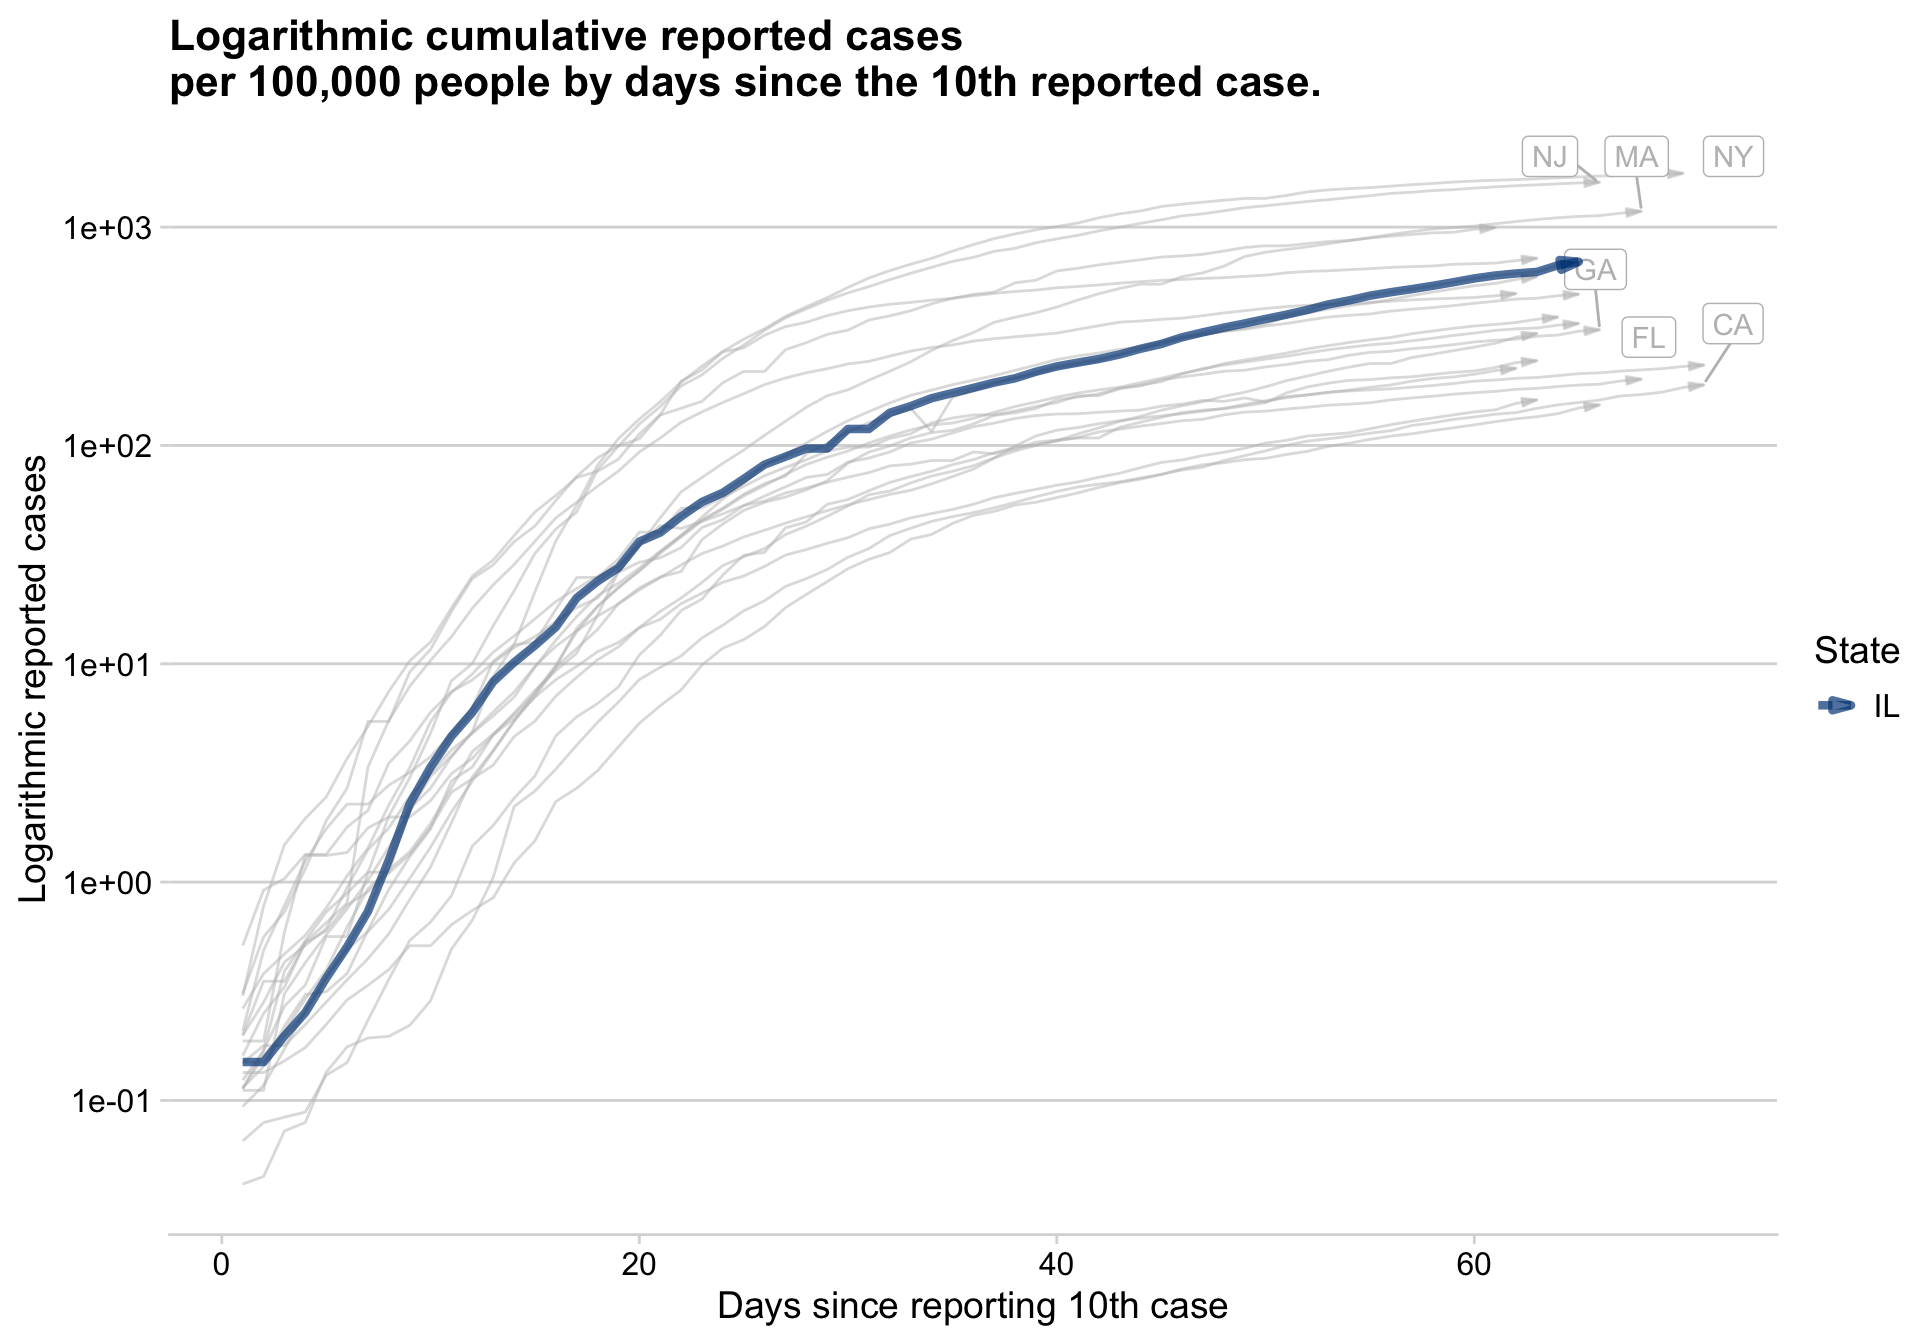 Logarithmic cumulative reported cases
per 100,000 people by days since the 10th reported case.
NJ
MA
NY
1e+03
GA
CA
FL
1e+02
Logarithmic reported cases
1e+01
State
IL
1e+00
1e-01
0
20
40
60
Days since reporting 10th case